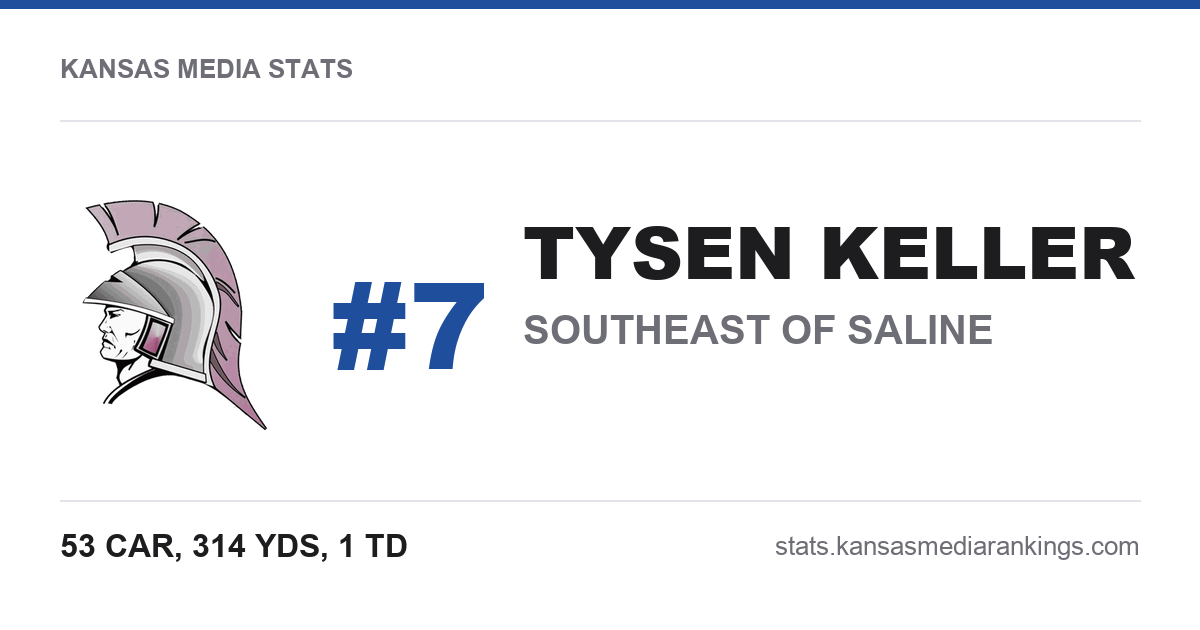 KANSAS MEDIA STATS
#7
TYSEN KELLER
SOUTHEAST OF SALINE
53 CAR, 314 YDS, 1 TD
stats.kansasmediarankings.com